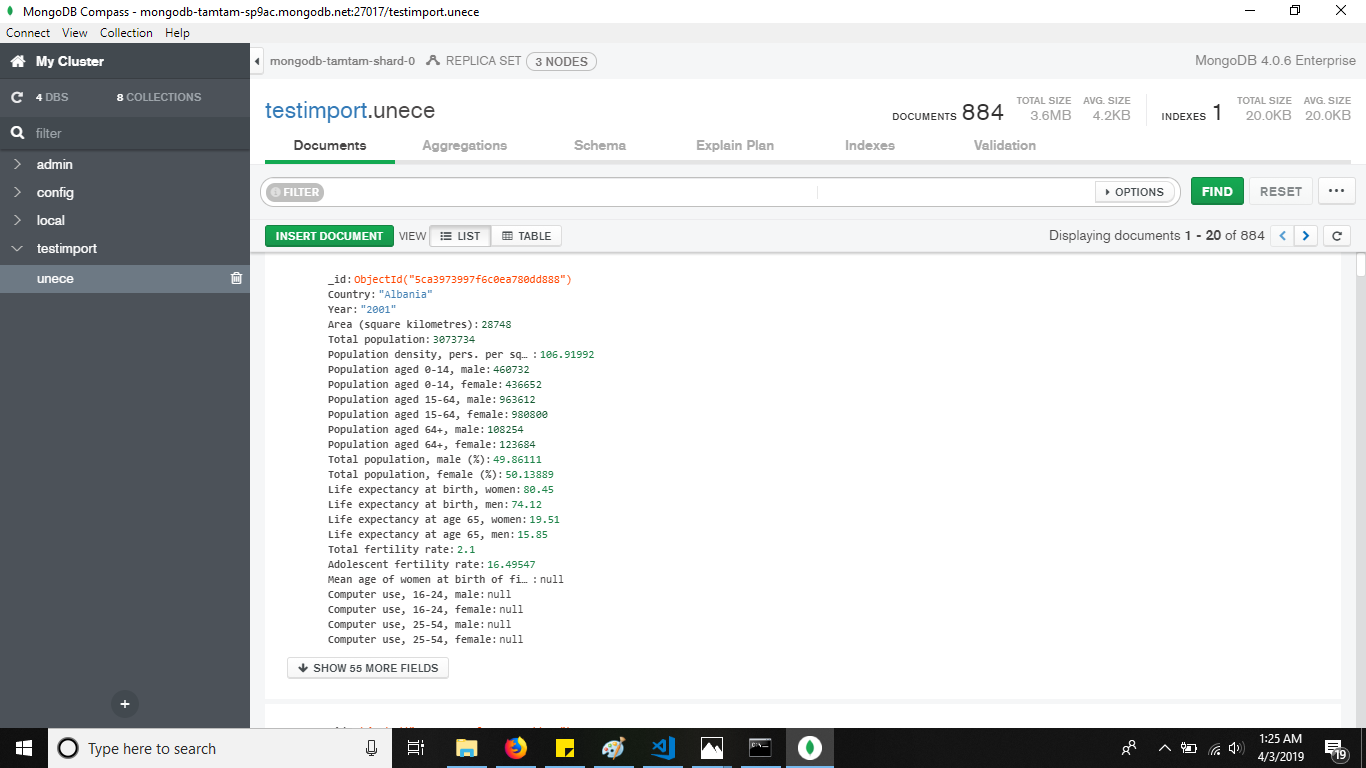 MongoDB Compass - mongodb-tamtam-sp9ac.mongodb.net:27017/testimport.unece
Connect View Collection Help
My Cluster
mongodb-tamtam-shard-0 REPLICA SET 3 NODES
MongoDB 4.0.6 Enterprise
4 DBS 8 COLLECTIONS
filter
admin
config
local
testimport
unece
testimport.unece
DOCUMENTS 884 TOTAL SIZE 3.6MB AVG. SIZE 4.2KB
INDEXES 1 TOTAL SIZE 20.0KB AVG. SIZE 20.0KB
Documents Aggregations Schema Explain Plan Indexes Validation
FILTER OPTIONS FIND RESET ...
INSERT DOCUMENT VIEW LIST TABLE Displaying documents 1 - 20 of 884
_id: ObjectId("5ca3973997f6c0ea780dd888")
Country: "Albania"
Year: "2001"
Area (square kilometres): 28748
Total population: 3073734
Population density, pers. per sq… : 106.91992
Population aged 0-14, male: 460732
Population aged 0-14, female: 436652
Population aged 15-64, male: 963612
Population aged 15-64, female: 980800
Population aged 64+, male: 108254
Population aged 64+, female: 123684
Total population, male (%): 49.86111
Total population, female (%): 50.13889
Life expectancy at birth, women: 80.45
Life expectancy at birth, men: 74.12
Life expectancy at age 65, women: 19.51
Life expectancy at age 65, men: 15.85
Total fertility rate: 2.1
Adolescent fertility rate: 16.49547
Mean age of women at birth of fi… : null
Computer use, 16-24, male: null
Computer use, 16-24, female: null
Computer use, 25-54, male: null
Computer use, 25-54, female: null
SHOW 55 MORE FIELDS
Type here to search
1:25 AM
4/3/2019
19